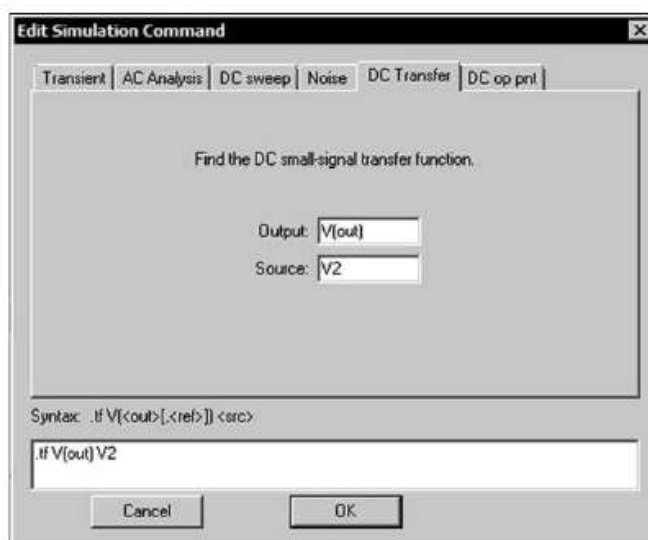 Edit Simulation Command
Transient AC Analysis DC sweep Noise DC Transfer DC op pnt
Find the DC small-signal transfer function.
Output: V(out)
Source: V2
Syntax: .tf V(<out>[,<ref>]) <src>
.tf V(out) V2
Cancel OK